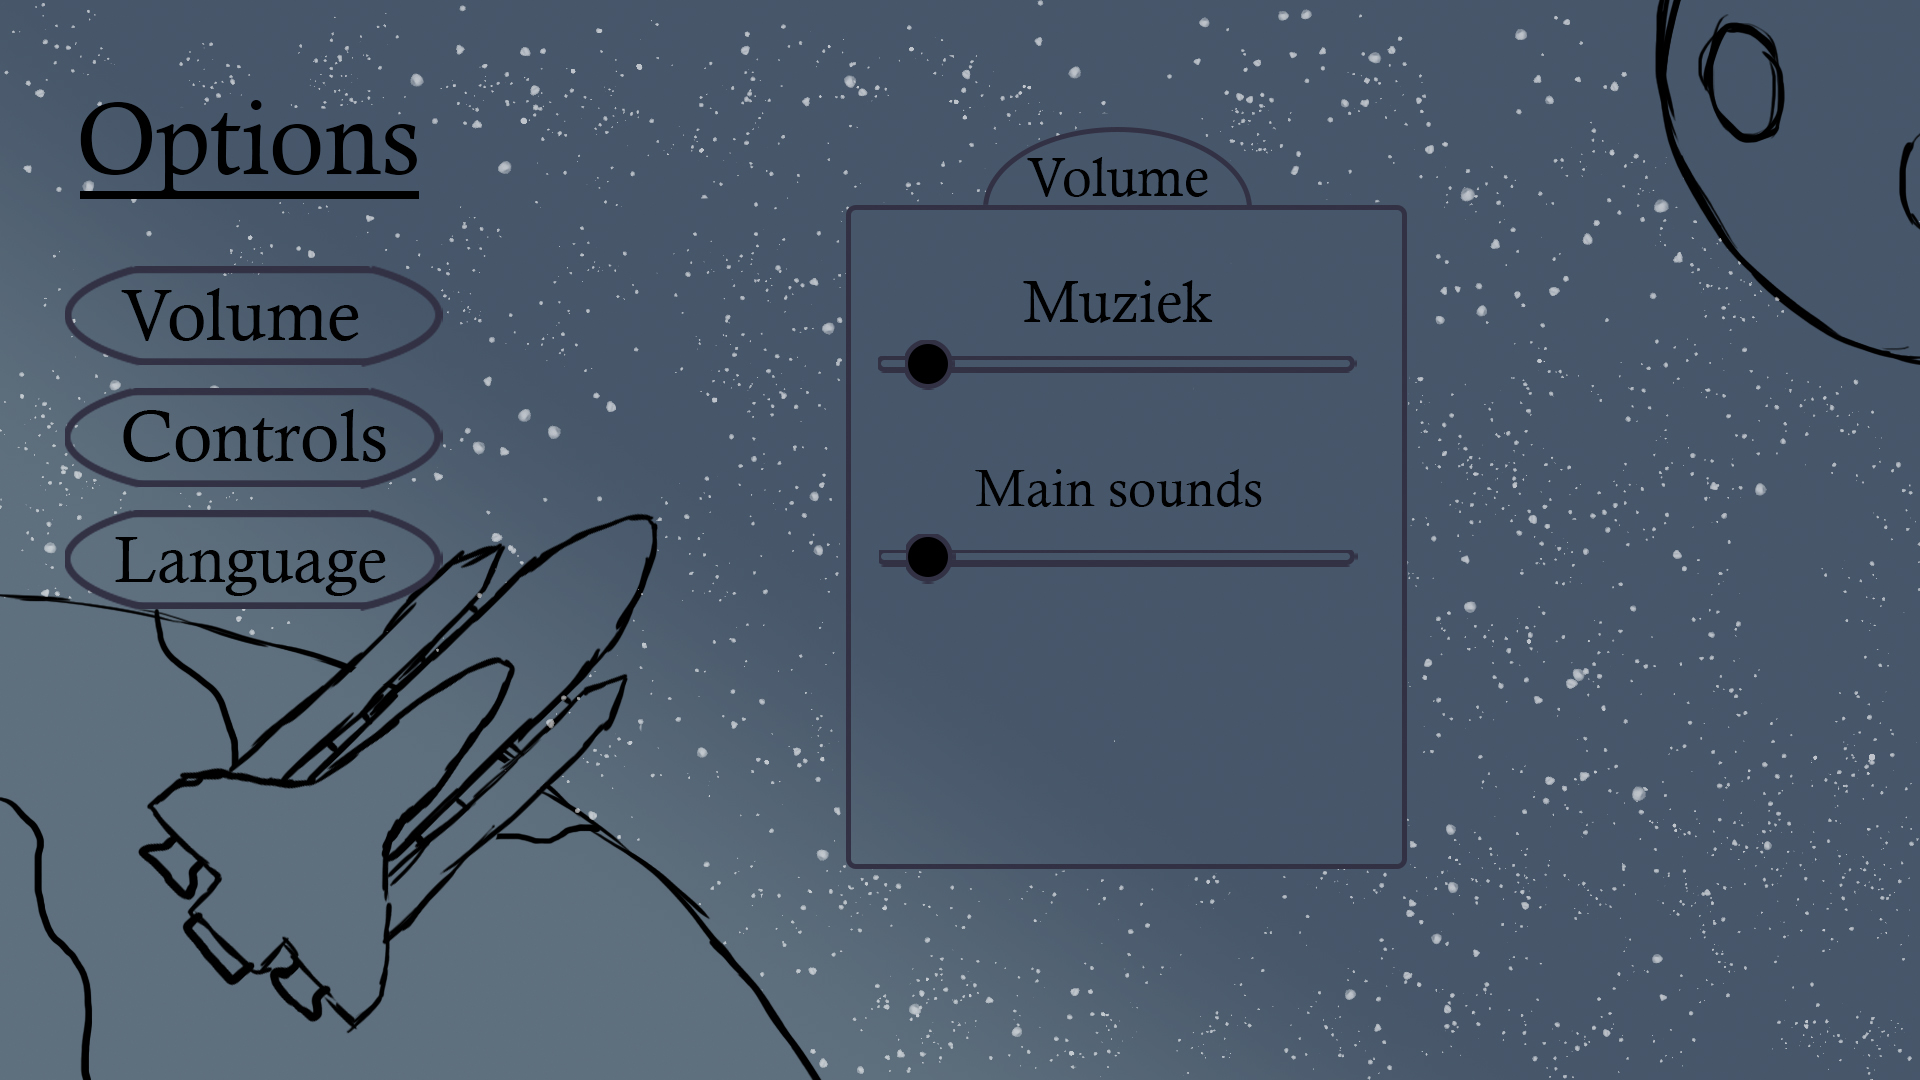 Options
Volume
Controls
Language
Volume
Muziek
Main sounds